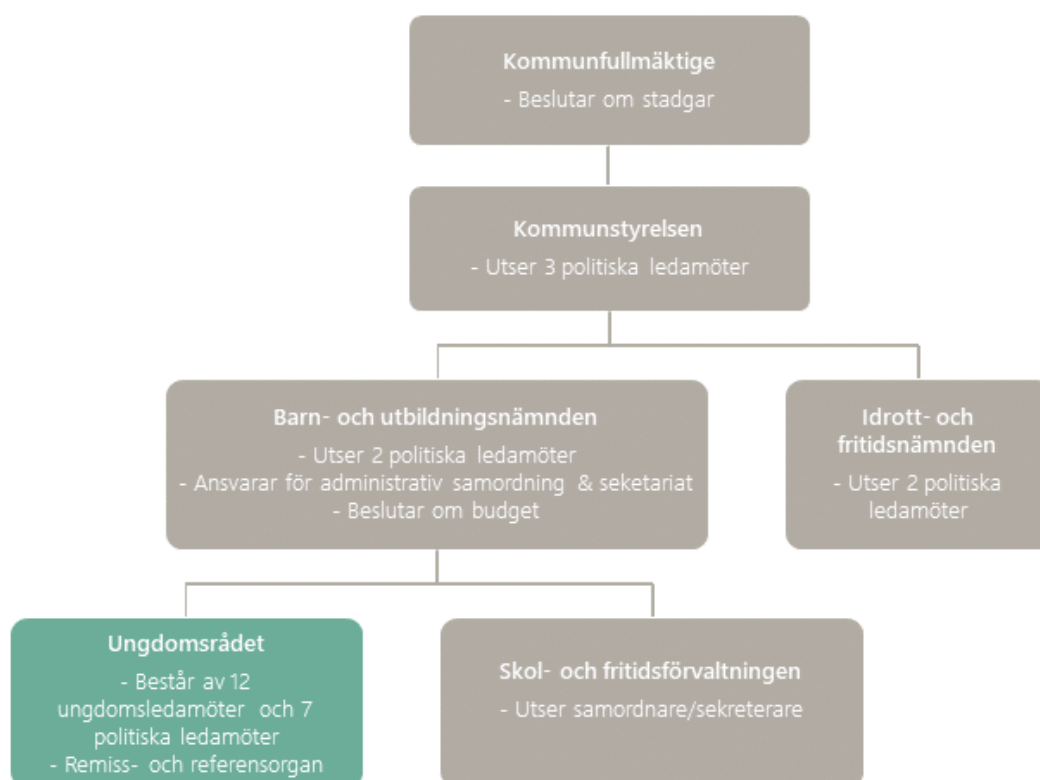 Kommunfullmäktige
- Beslutar om stadgar
Kommunstyrelsen
- Utser 3 politiska ledamöter
Barn- och utbildningsnämnden
- Utser 2 politiska ledamöter
- Ansvarar för administrativ samordning & seketariat
- Beslutar om budget
Idrott- och
fritidsnämnden
- Utser 2 politiska
ledamöter
Ungdomsrådet
- Består av 12
ungdomsledamöter och 7
politiska ledamöter
- Remiss- och referensorgan
Skol- och fritidsförvaltningen
- Utser samordnare/sekreterare